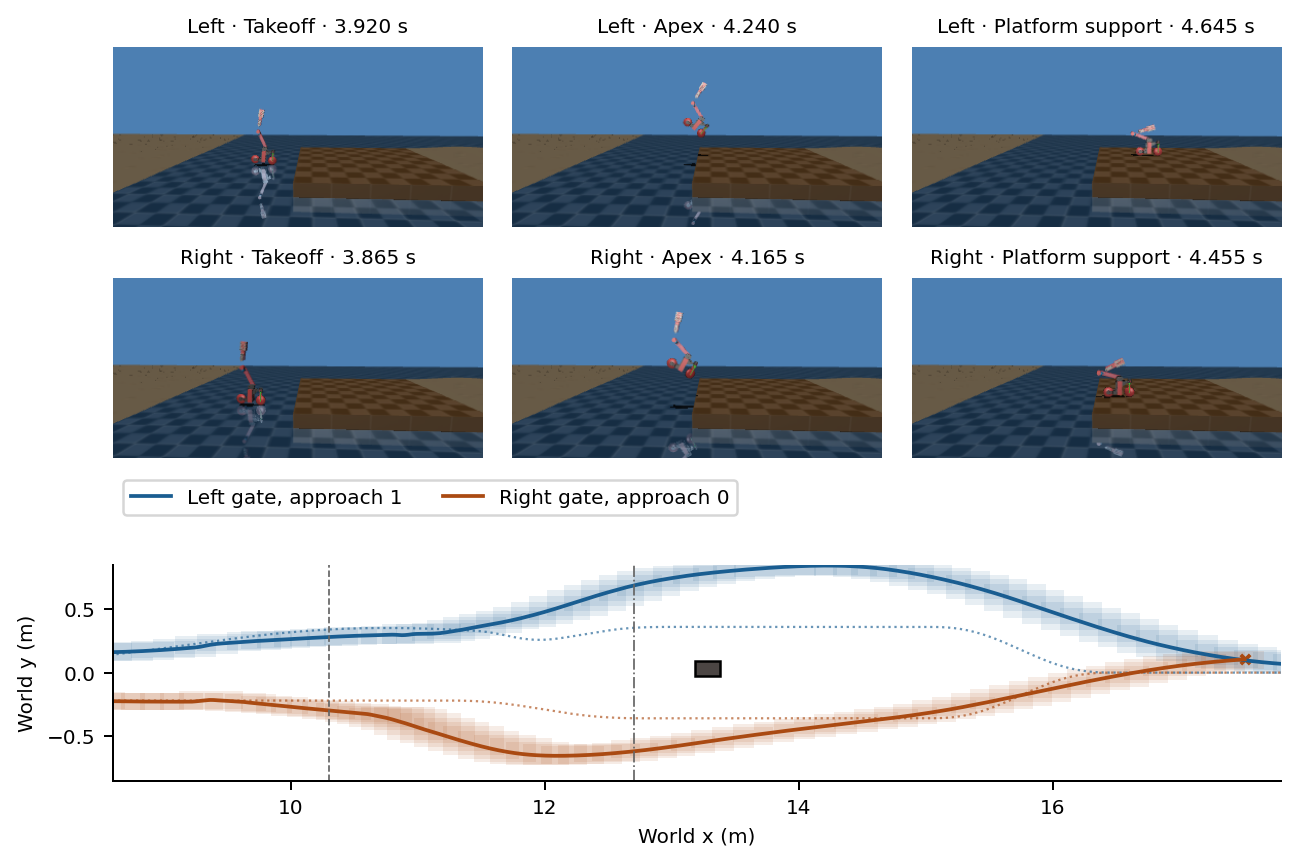 Left · Takeoff · 3.920 s
Left · Apex · 4.240 s
Left · Platform support · 4.645 s
Right · Takeoff · 3.865 s
Right · Apex · 4.165 s
Right · Platform support · 4.455 s
Left gate, approach 1
Right gate, approach 0
World y (m)
0.5
0.0
−0.5
10
12
14
16
World x (m)